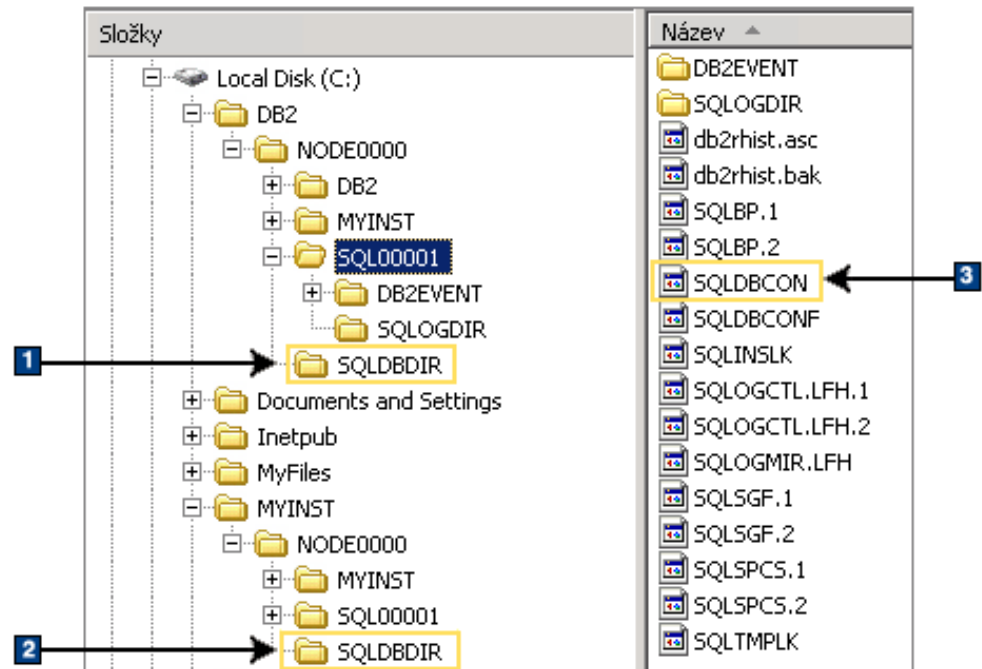 Složky
Local Disk (C:)
DB2
NODE0000
DB2
MYINST
SQL00001
DB2EVENT
SQLOGDIR
1
SQLDBDIR
Documents and Settings
Inetpub
MyFiles
MYINST
NODE0000
MYINST
SQL00001
2
SQLDBDIR
Název
DB2EVENT
SQLOGDIR
db2rhist.asc
db2rhist.bak
SQLBP.1
SQLBP.2
SQLDBCON
3
SQLDBCONF
SQLINSLK
SQLOGCTL.LFH.1
SQLOGCTL.LFH.2
SQLOGMIR.LFH
SQLSGF.1
SQLSGF.2
SQLSPCS.1
SQLSPCS.2
SQLTMPLK